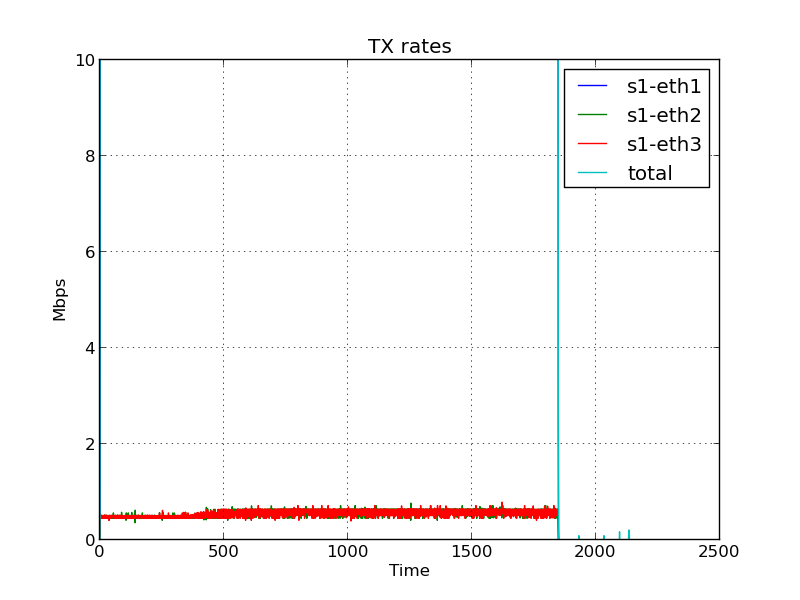 TX rates
10
8
6
4
2
0
Mbps
s1-eth1
s1-eth2
s1-eth3
total
0
500
1000
1500
2000
2500
Time